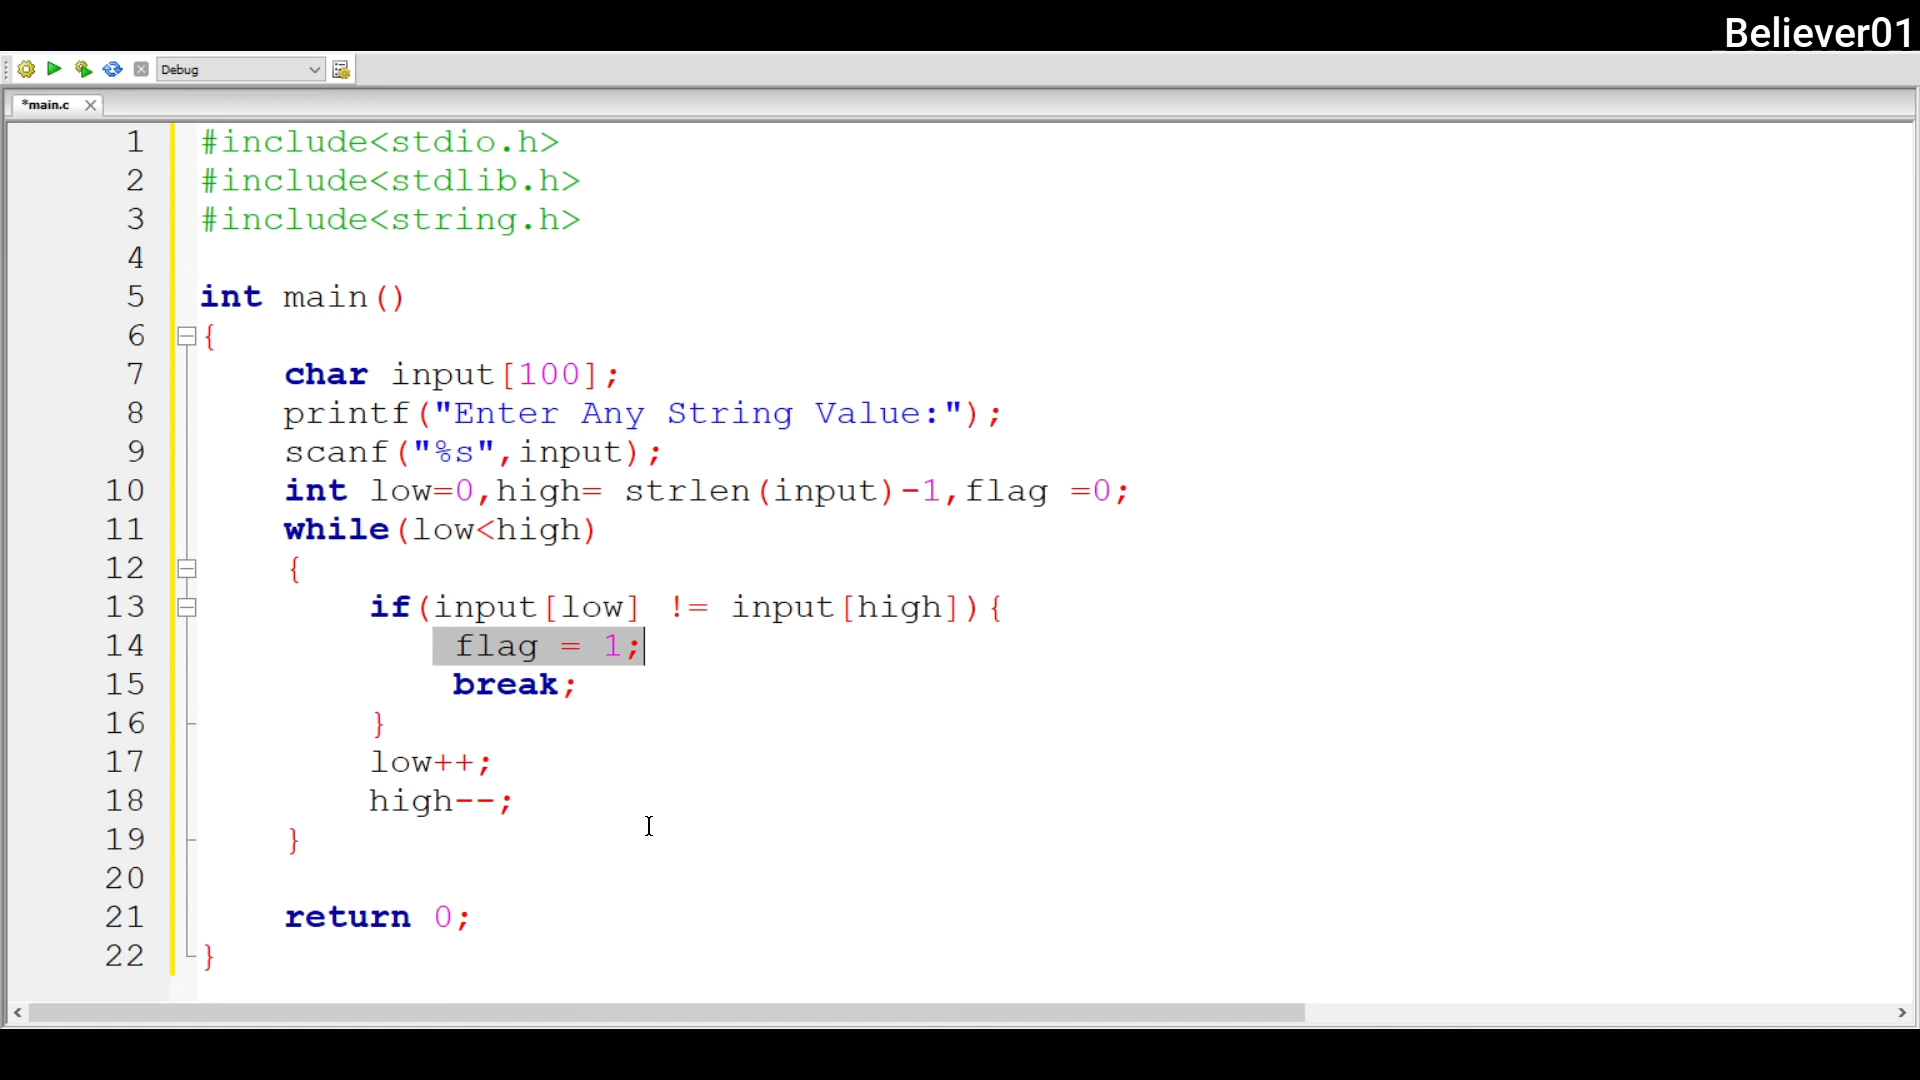 Believer01
Debug
*main.c
1 #include<stdio.h>
2 #include<stdlib.h>
3 #include<string.h>
4
5 int main()
6 {
7 char input[100];
8 printf("Enter Any String Value:");
9 scanf("%s",input);
10 int low=0,high= strlen(input)-1,flag =0;
11 while(low<high)
12 {
13 if(input[low] != input[high]){
14 flag = 1;
15 break;
16 }
17 low++;
18 high--;
19 }
20
21 return 0;
22 }